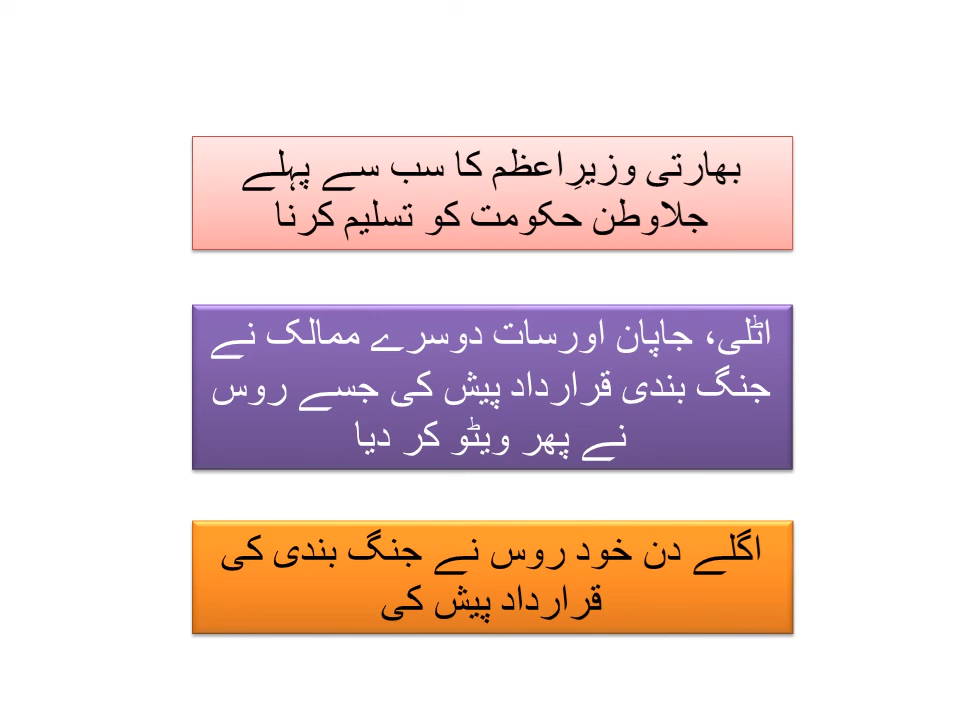 بھارتی وزیرِاعظم کا سب سے پہلے
جلاوطن حکومت کو تسلیم کرنا
اٹلی، جاپان اورسات دوسرے ممالک نے
جنگ بندی قرارداد پیش کی جسے روس
نے پھر ویٹو کر دیا
اگلے دن خود روس نے جنگ بندی کی
قرارداد پیش کی